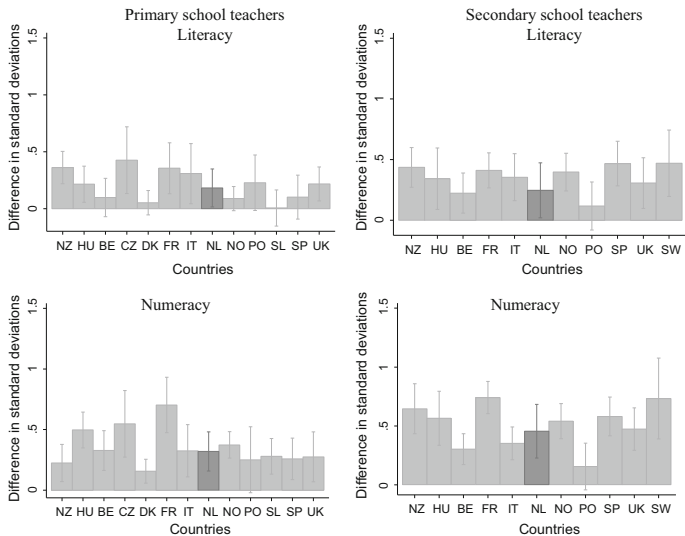 Primary school teachers
Literacy
Difference in standard deviations
0 .5 1 1.5
NZ HU BE CZ DK FR IT NL NO PO SL SP UK
Countries
Secondary school teachers
Literacy
Difference in standard deviations
0 .5 1 1.5
NZ HU BE FR IT NL NO PO SP UK SW
Countries
Numeracy
Difference in standard deviations
0 .5 1 1.5
NZ HU BE CZ DK FR IT NL NO PO SL SP UK
Countries
Numeracy
Difference in standard deviations
0 .5 1 1.5
NZ HU BE FR IT NL NO PO SP UK SW
Countries